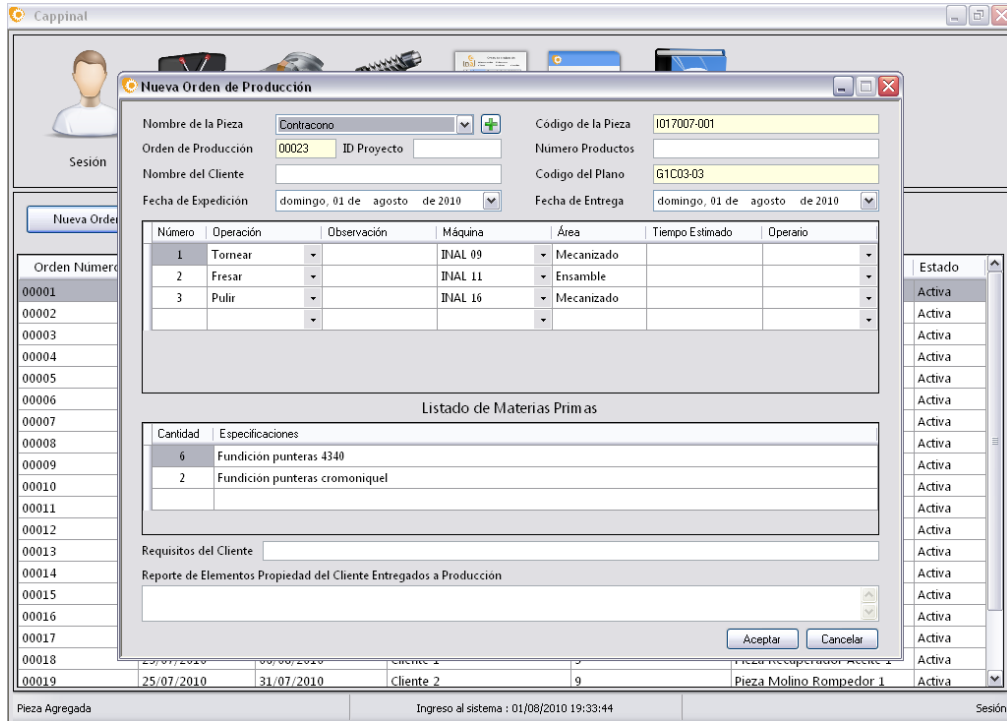 Cappinal
Sesión
Nueva Orden de Producción
Nombre de la Pieza Contracono Código de la Pieza I017007-001
Orden de Producción 00023 ID Proyecto Número Productos
Nombre del Cliente Codigo del Plano G1C03-03
Fecha de Expedición domingo, 01 de agosto de 2010 Fecha de Entrega domingo, 01 de agosto de 2010
Nueva Orde
Número Operación Observación Máquina Área Tiempo Estimado Operario
1 Tornear INAL 09 Mecanizado
2 Fresar INAL 11 Ensamble
3 Pulir INAL 16 Mecanizado
Listado de Materias Primas
Cantidad Especificaciones
6 Fundición punteras 4340
2 Fundición punteras cromoniquel
Requisitos del Cliente
Reporte de Elementos Propiedad del Cliente Entregados a Producción
Aceptar Cancelar
Orden Número Estado
00001 Activa
00002 Activa
00003 Activa
00004 Activa
00005 Activa
00006 Activa
00007 Activa
00008 Activa
00009 Activa
00010 Activa
00011 Activa
00012 Activa
00013 Activa
00014 Activa
00015 Activa
00016 Activa
00017 Activa
00018 Cliente 1 Pieza Recuperador Aceite 1 Activa
00019 25/07/2010 31/07/2010 Cliente 2 9 Pieza Molino Rompedor 1 Activa
Pieza Agregada Ingreso al sistema : 01/08/2010 19:33:44 Sesión